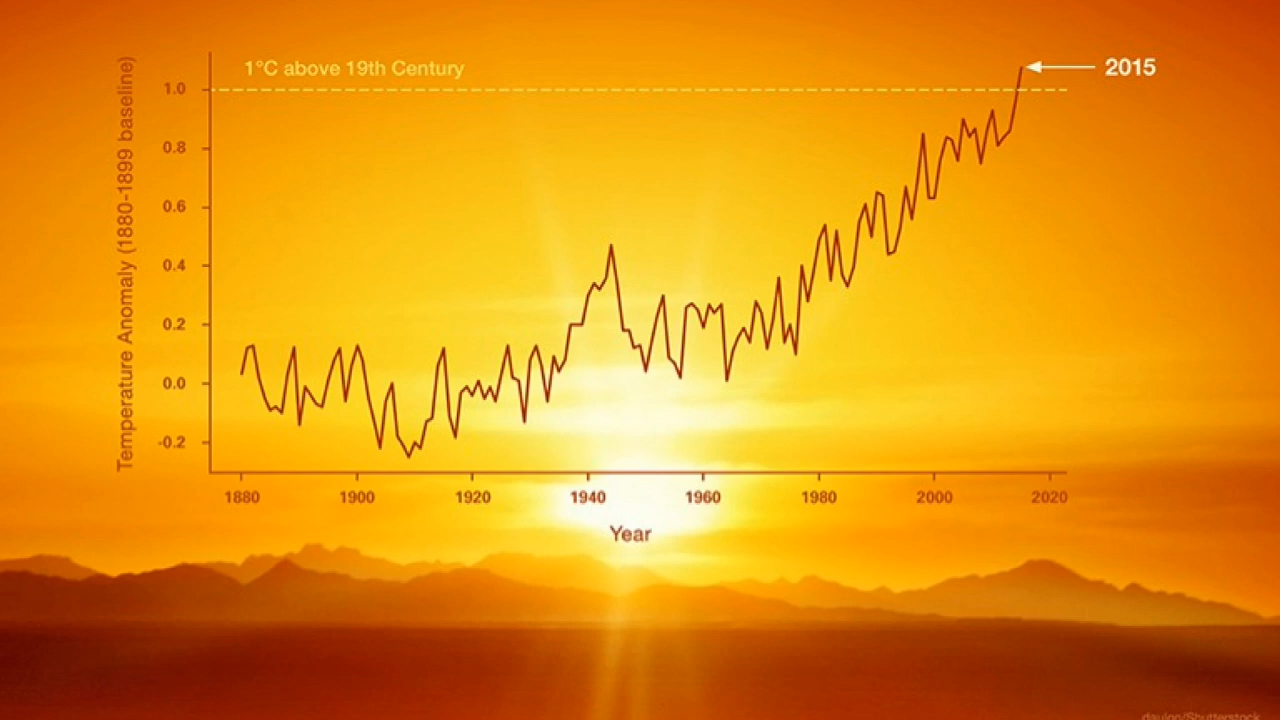 1°C above 19th Century
2015
Temperature Anomaly (1880-1899 baseline)
1.0
0.8
0.6
0.4
0.2
0.0
-0.2
1880 1900 1920 1940 1960 1980 2000 2020
Year